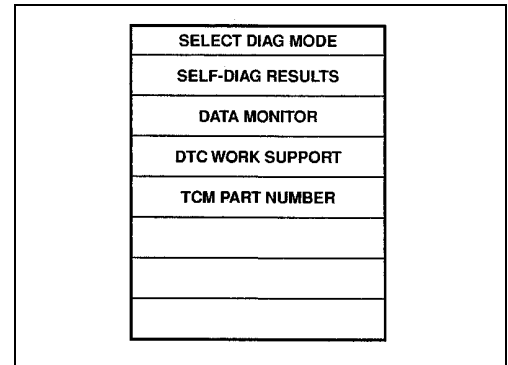 SELECT DIAG MODE
SELF-DIAG RESULTS
DATA MONITOR
DTC WORK SUPPORT
TCM PART NUMBER